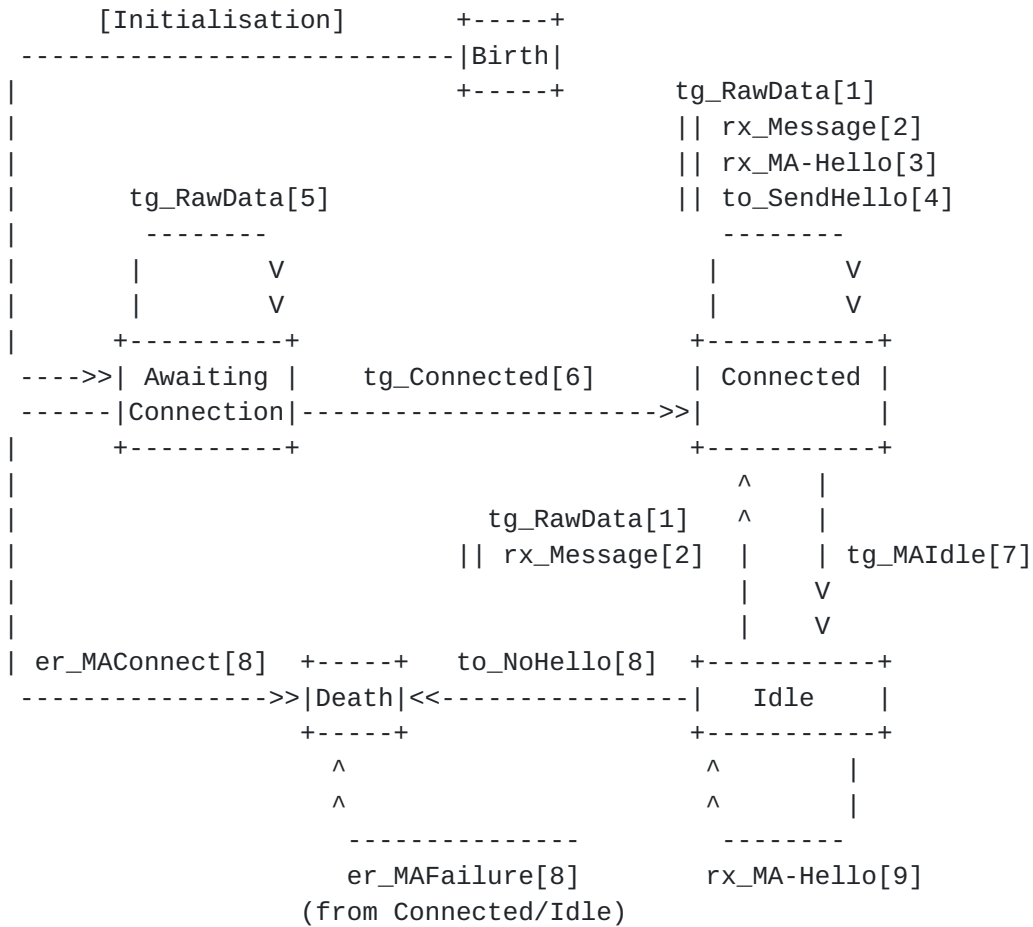 [Initialisation] +-----+
----------------------------|Birth|
| +-----+ tg_RawData[1]
| || rx_Message[2]
| || rx_MA-Hello[3]
| tg_RawData[5] || to_SendHello[4]
| -------- --------
| | V | V
| | V | V
| +----------+ +-----------+
---->>| Awaiting | tg_Connected[6] | Connected |
------|Connection|----------------------->>| |
| +----------+ +-----------+
| ^ |
| tg_RawData[1] ^ |
| || rx_Message[2] | | tg_MAIdle[7]
| | V
| | V
| er_MAConnect[8] +-----+ to_NoHello[8] +-----------+
---------------->>|Death|<<----------------| Idle |
+-----+ +-----------+
^ ^ |
^ ^ |
--------------- --------
er_MAFailure[8] rx_MA-Hello[9]
(from Connected/Idle)